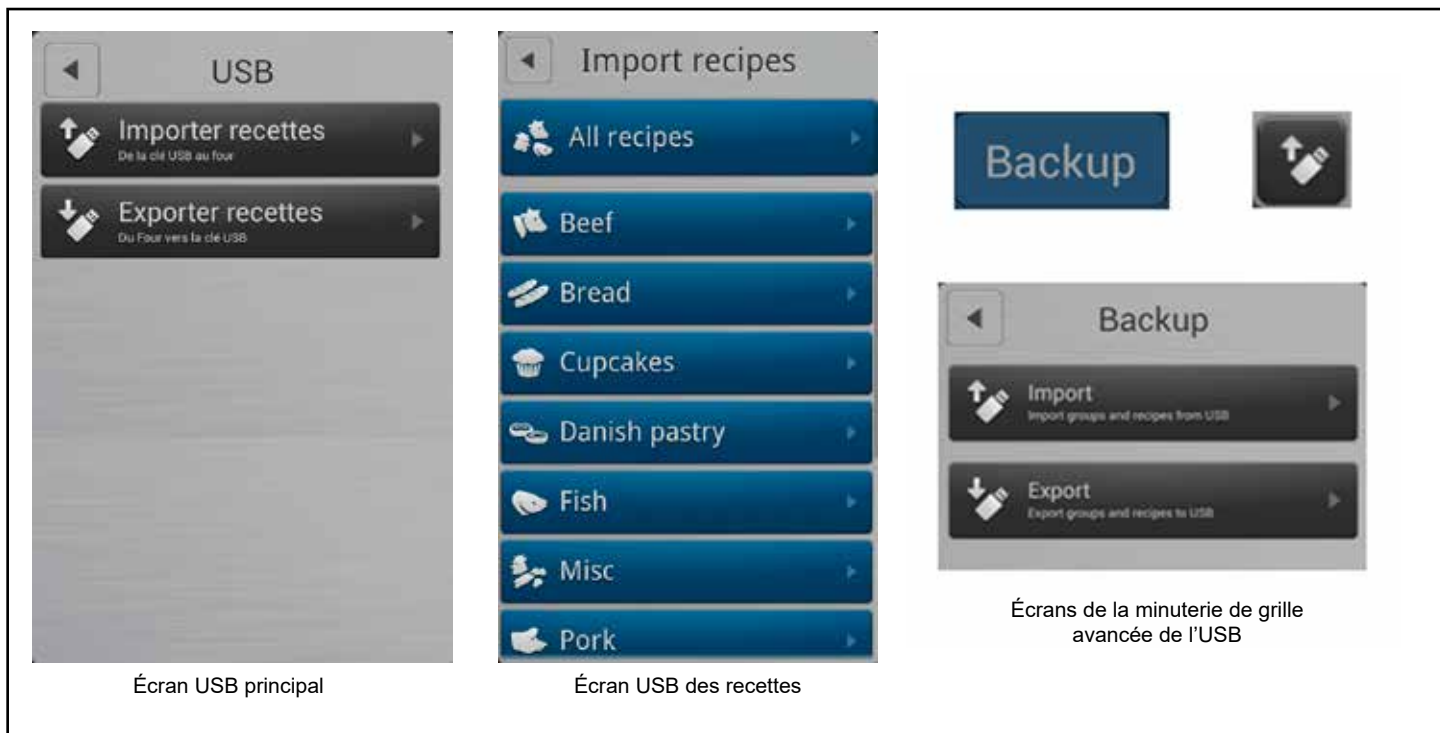 USB
Importer recettes
De la clé USB au four
Exporter recettes
Du Four vers la clé USB
Écran USB principal
Import recipes
All recipes
Beef
Bread
Cupcakes
Danish pastry
Fish
Misc
Pork
Écran USB des recettes
Backup
Backup
Import
Import groups and recipes from USB
Export
Export groups and recipes to USB
Écrans de la minuterie de grille
avancée de l’USB